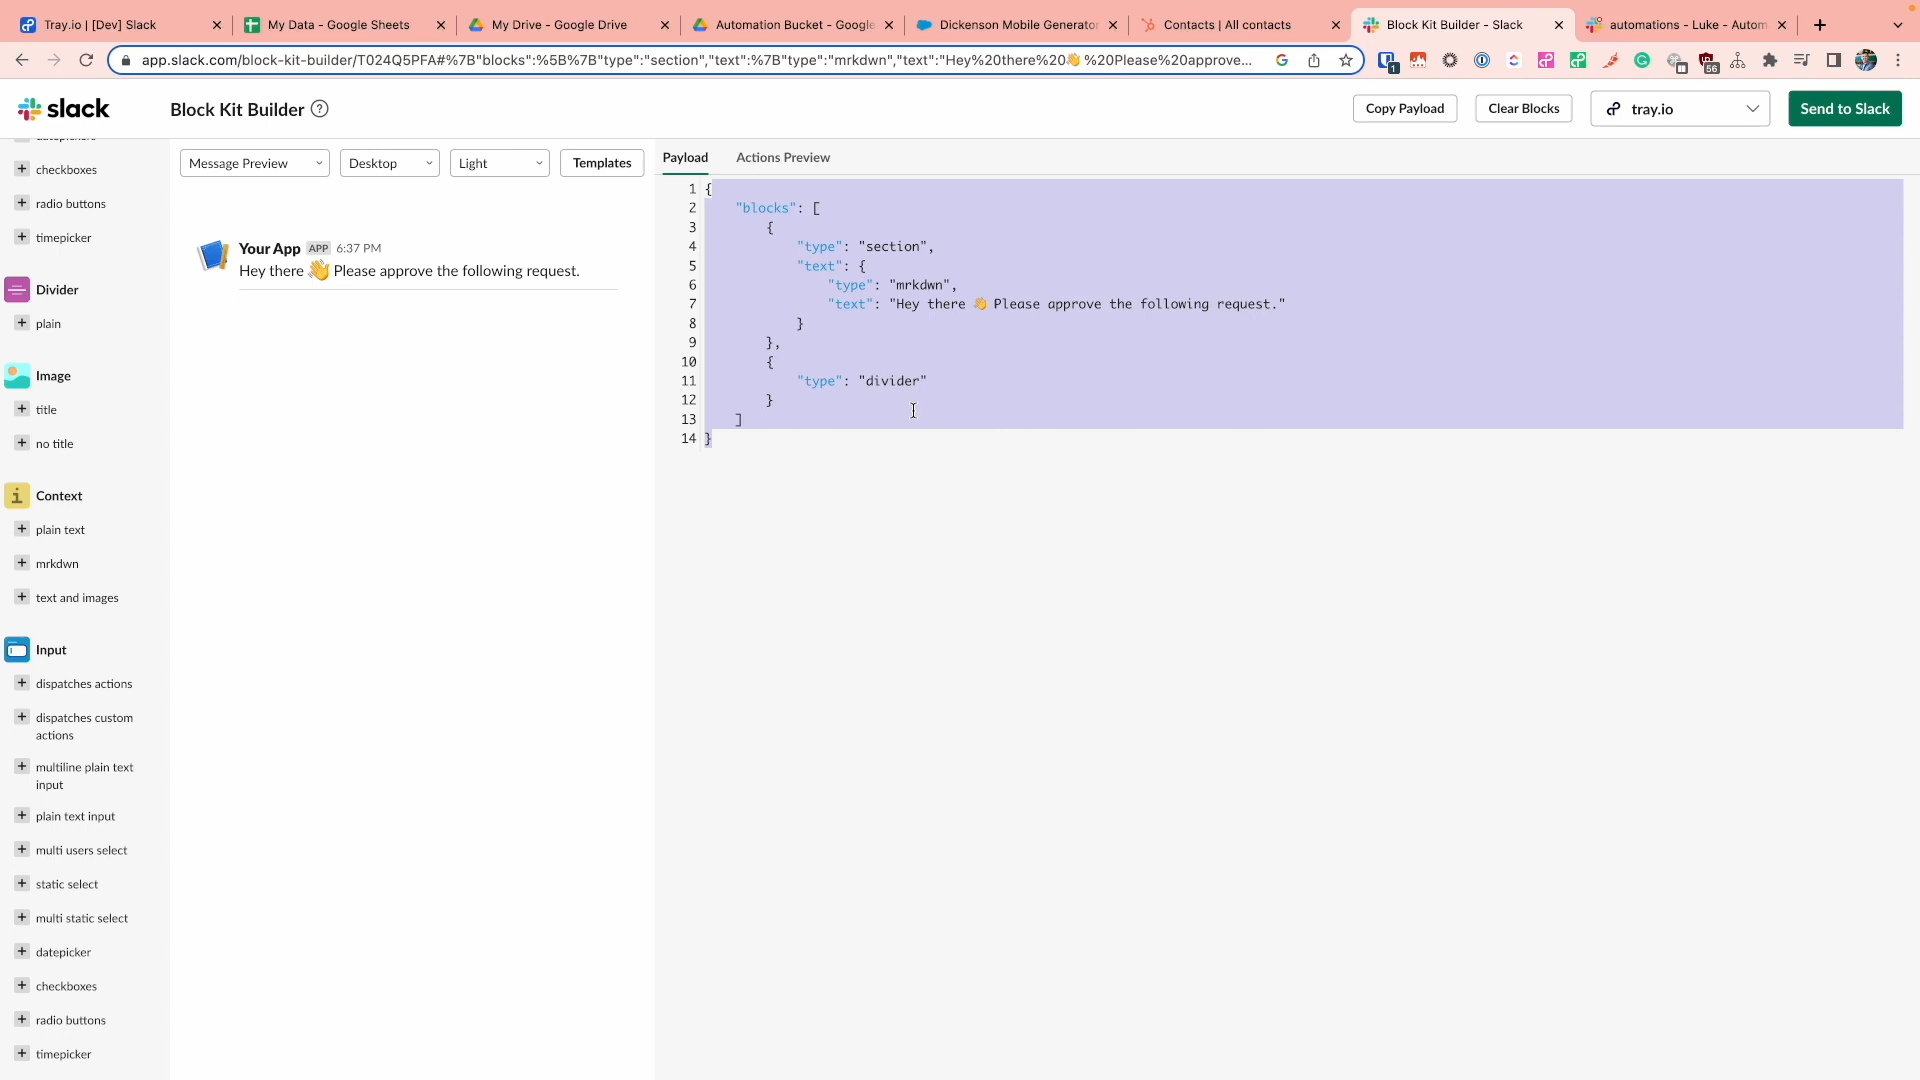 Tray.io | [Dev] Slack
My Data - Google Sheets
My Drive - Google Drive
Automation Bucket - Google
Dickenson Mobile Generator
Contacts | All contacts
Block Kit Builder - Slack
automations - Luke - Autom
app.slack.com/block-kit-builder/T024Q5PFA#%7B"blocks":%5B%7B"type":"section","text":%7B"type":"mrkdwn","text":"Hey%20there%20👋%20Please%20approve...
1
56
slack
Block Kit Builder
Copy Payload
Clear Blocks
tray.io
Send to Slack
checkboxes
radio buttons
timepicker
Divider
plain
Image
title
no title
Context
plain text
mrkdwn
text and images
Input
dispatches actions
dispatches custom
actions
multiline plain text
input
plain text input
multi users select
static select
multi static select
datepicker
checkboxes
radio buttons
timepicker
Message Preview
Desktop
Light
Templates
Your App APP 6:37 PM
Hey there 👋 Please approve the following request.
Payload
Actions Preview
1 {
2 "blocks": [
3 {
4 "type": "section",
5 "text": {
6 "type": "mrkdwn",
7 "text": "Hey there 👋 Please approve the following request."
8 }
9 },
10 {
11 "type": "divider"
12 }
13 ]
14 }